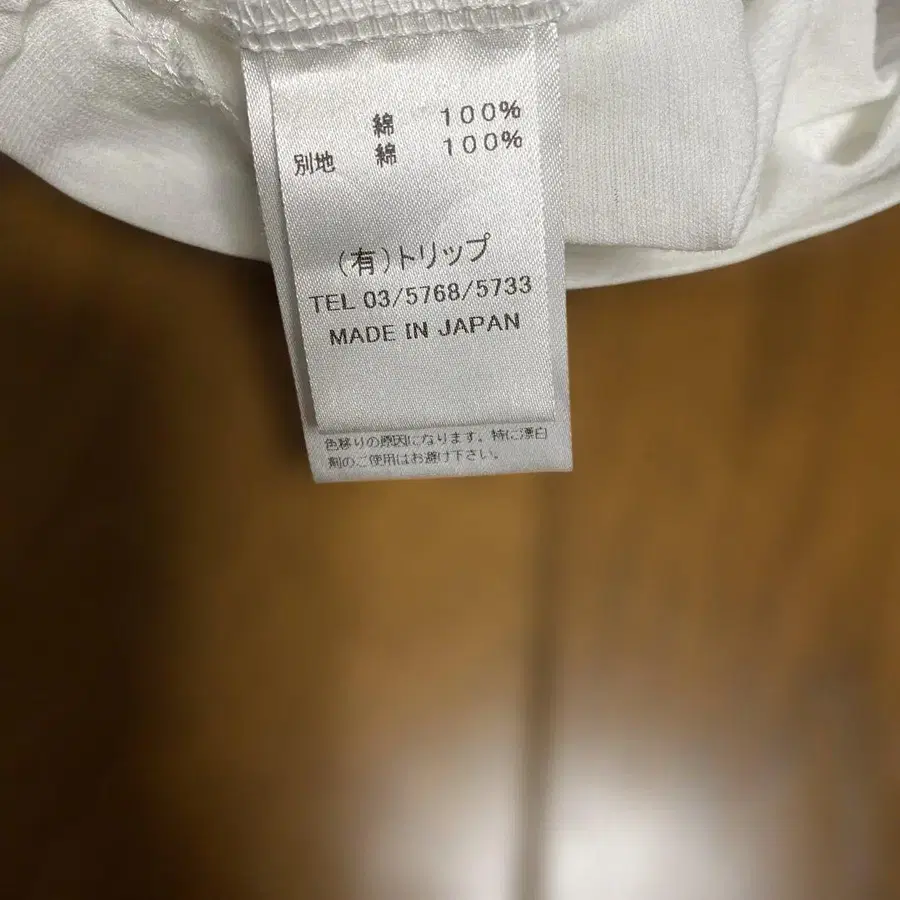 綿 100%
別地 綿 100%
(有)トリップ
TEL 03/5768/5733
MADE IN JAPAN
色移りの原因になります。特に漂白
剤のご使用はお避け下さい。